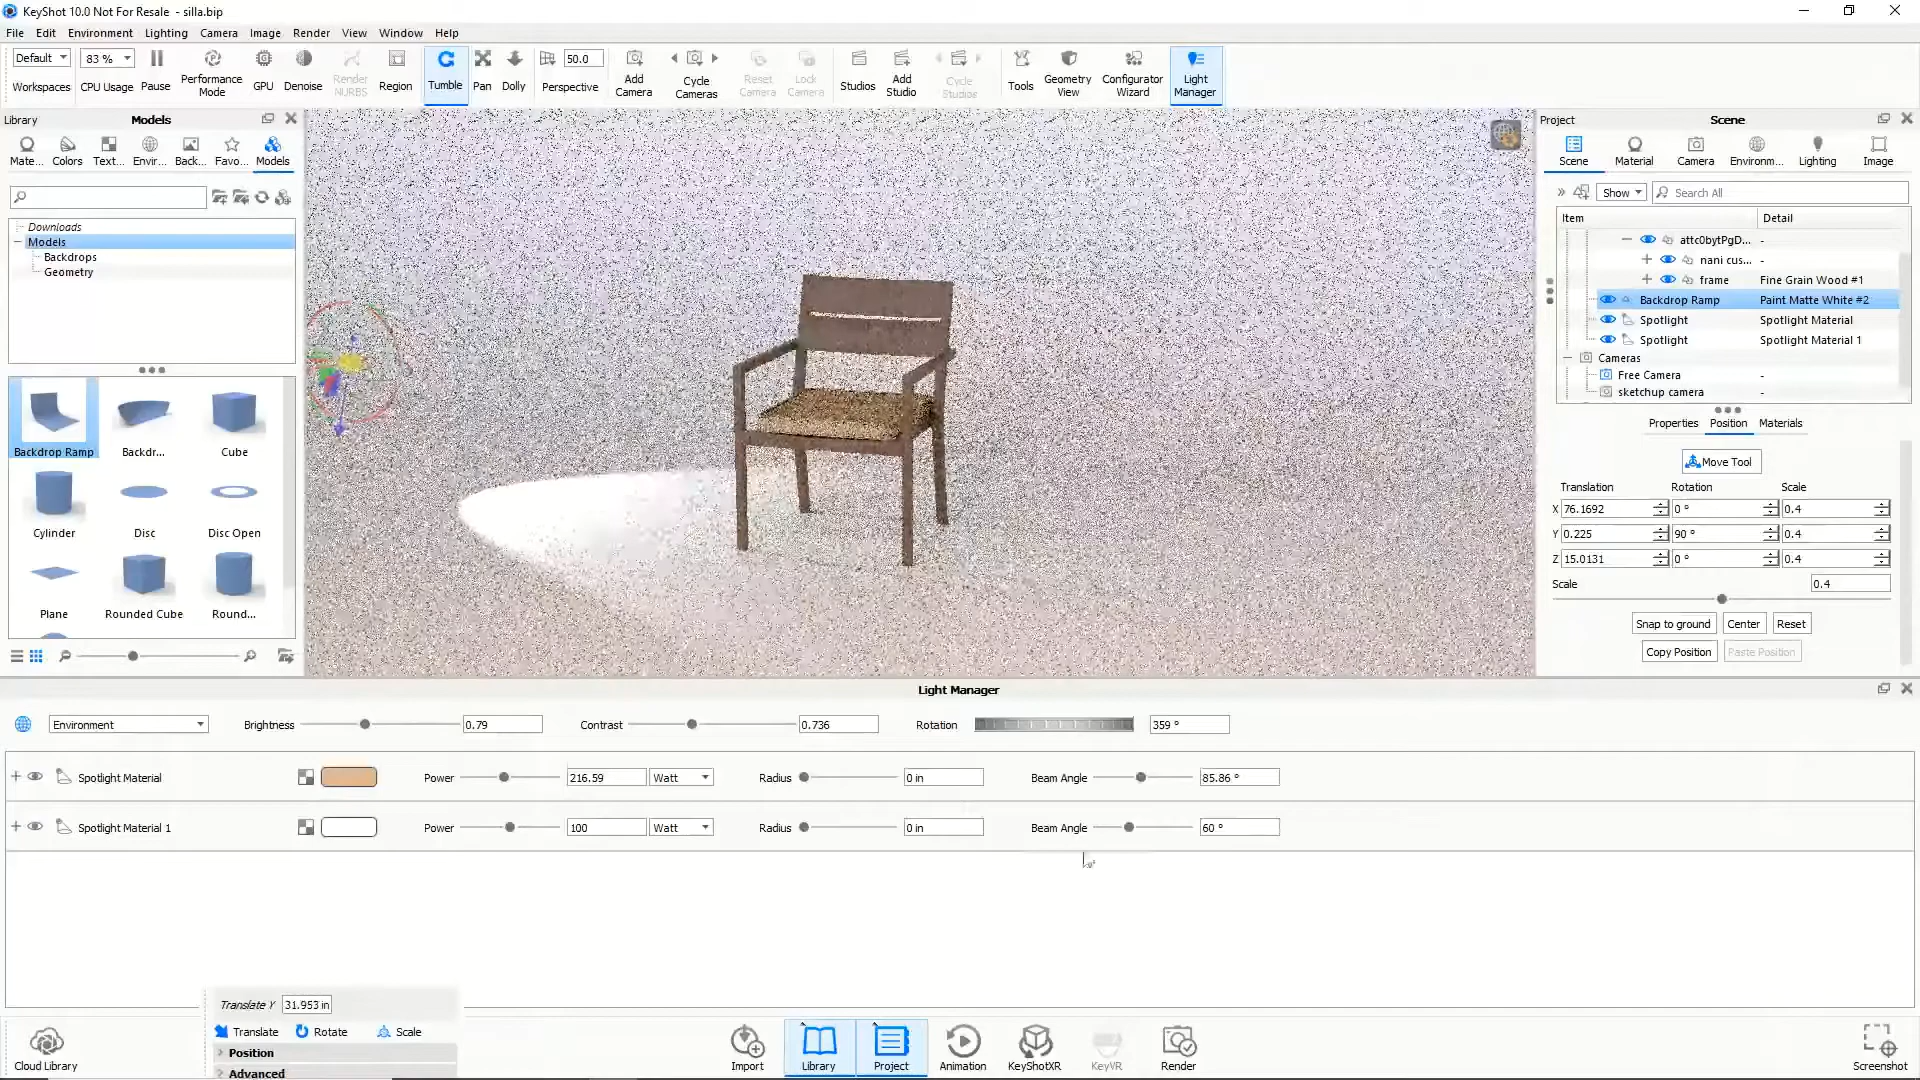 KeyShot 10.0 Not For Resale - silla.bip
File Edit Environment Lighting Camera Image Render View Window Help
Default 83 % 50.0
Workspaces CPU Usage Pause Performance Mode GPU Denoise Render NURBS Region Tumble Pan Dolly Perspective Add Camera Cycle Cameras Reset Camera Lock Camera Studios Add Studio Cycle Studios Tools Geometry View Configurator Wizard Light Manager
Library Models
Mate... Colors Text... Envir... Back... Favo... Models
Downloads
Models
Backdrops
Geometry
Backdrop Ramp Backdr... Cube
Cylinder Disc Disc Open
Plane Rounded Cube Round...
Project Scene
Scene Material Camera Environm... Lighting Image
Show Search All
Item Detail
attc0bytPgD... -
nani cus... -
frame Fine Grain Wood #1
Backdrop Ramp Paint Matte White #2
Spotlight Spotlight Material
Spotlight Spotlight Material 1
Cameras
Free Camera -
sketchup camera -
Properties Position Materials
Move Tool
Translation Rotation Scale
X 76.1692 0 ° 0.4
Y 0.225 90 ° 0.4
Z 15.0131 0 ° 0.4
Scale 0.4
Snap to ground Center Reset
Copy Position Paste Position
Light Manager
Environment Brightness 0.79 Contrast 0.736 Rotation 359 °
Spotlight Material Power 216.59 Watt Radius 0 in Beam Angle 85.86 °
Spotlight Material 1 Power 100 Watt Radius 0 in Beam Angle 60 °
Translate Y 31.953 in
Translate Rotate Scale
Position
Advanced
Cloud Library Import Library Project Animation KeyShotXR KeyVR Render Screenshot